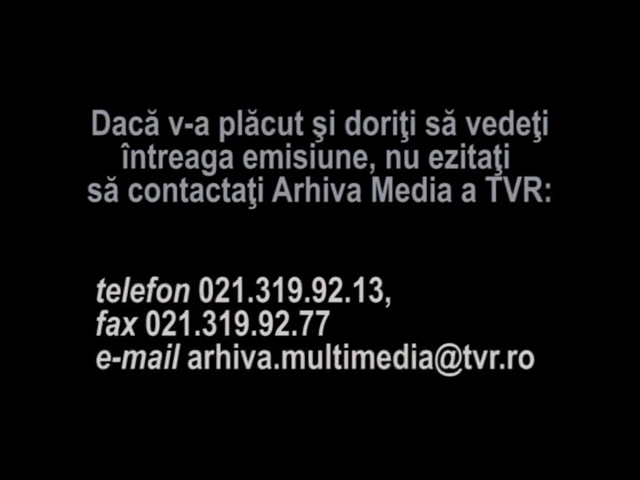 Dacă v-a plăcut şi doriţi să vedeţi
întreaga emisiune, nu ezitaţi
să contactaţi Arhiva Media a TVR:
telefon 021.319.92.13,
fax 021.319.92.77
e-mail arhiva.multimedia@tvr.ro